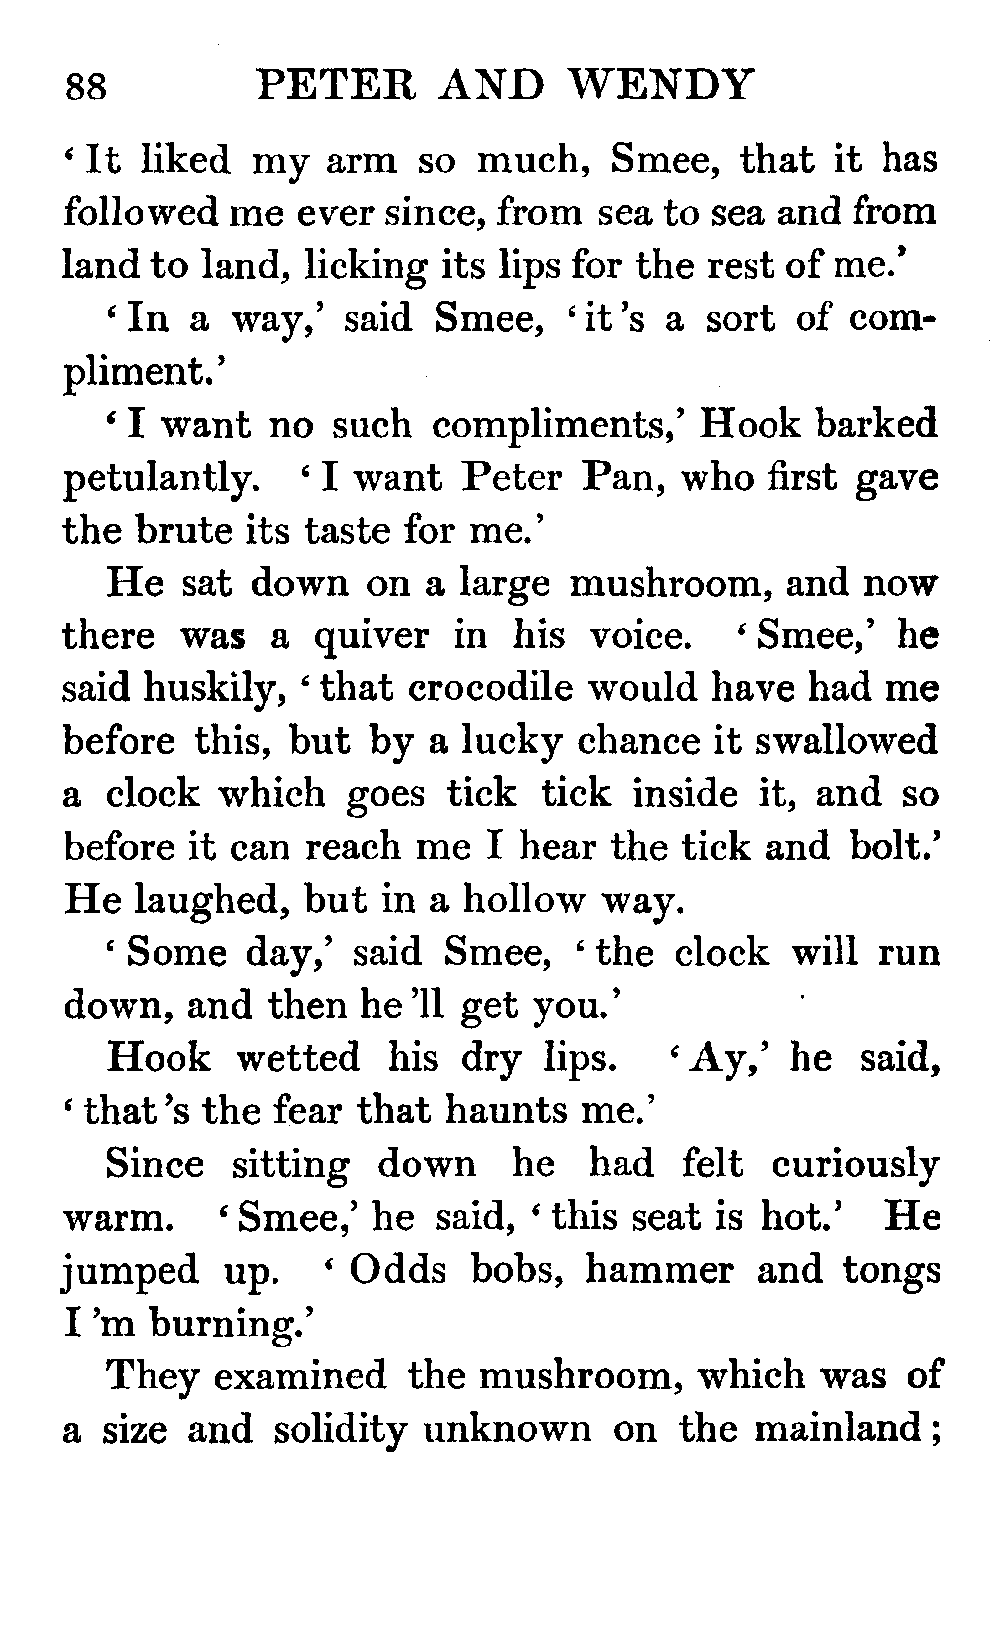 88 PETER AND WENDY
‘ It liked my arm so much, Smee, that it has
followed me ever since, from sea to sea and from
land to land, licking its lips for the rest of me.’
‘ In a way,’ said Smee, ‘ it ’s a sort of com-
pliment.’
‘ I want no such compliments,’ Hook barked
petulantly. ‘ I want Peter Pan, who first gave
the brute its taste for me.’
He sat down on a large mushroom, and now
there was a quiver in his voice. ‘ Smee,’ he
said huskily, ‘ that crocodile would have had me
before this, but by a lucky chance it swallowed
a clock which goes tick tick inside it, and so
before it can reach me I hear the tick and bolt.’
He laughed, but in a hollow way.
‘ Some day,’ said Smee, ‘ the clock will run
down, and then he ’ll get you.’
Hook wetted his dry lips. ‘ Ay,’ he said,
‘ that ’s the fear that haunts me.’
Since sitting down he had felt curiously
warm. ‘ Smee,’ he said, ‘ this seat is hot.’ He
jumped up. ‘ Odds bobs, hammer and tongs
I ’m burning.’
They examined the mushroom, which was of
a size and solidity unknown on the mainland ;